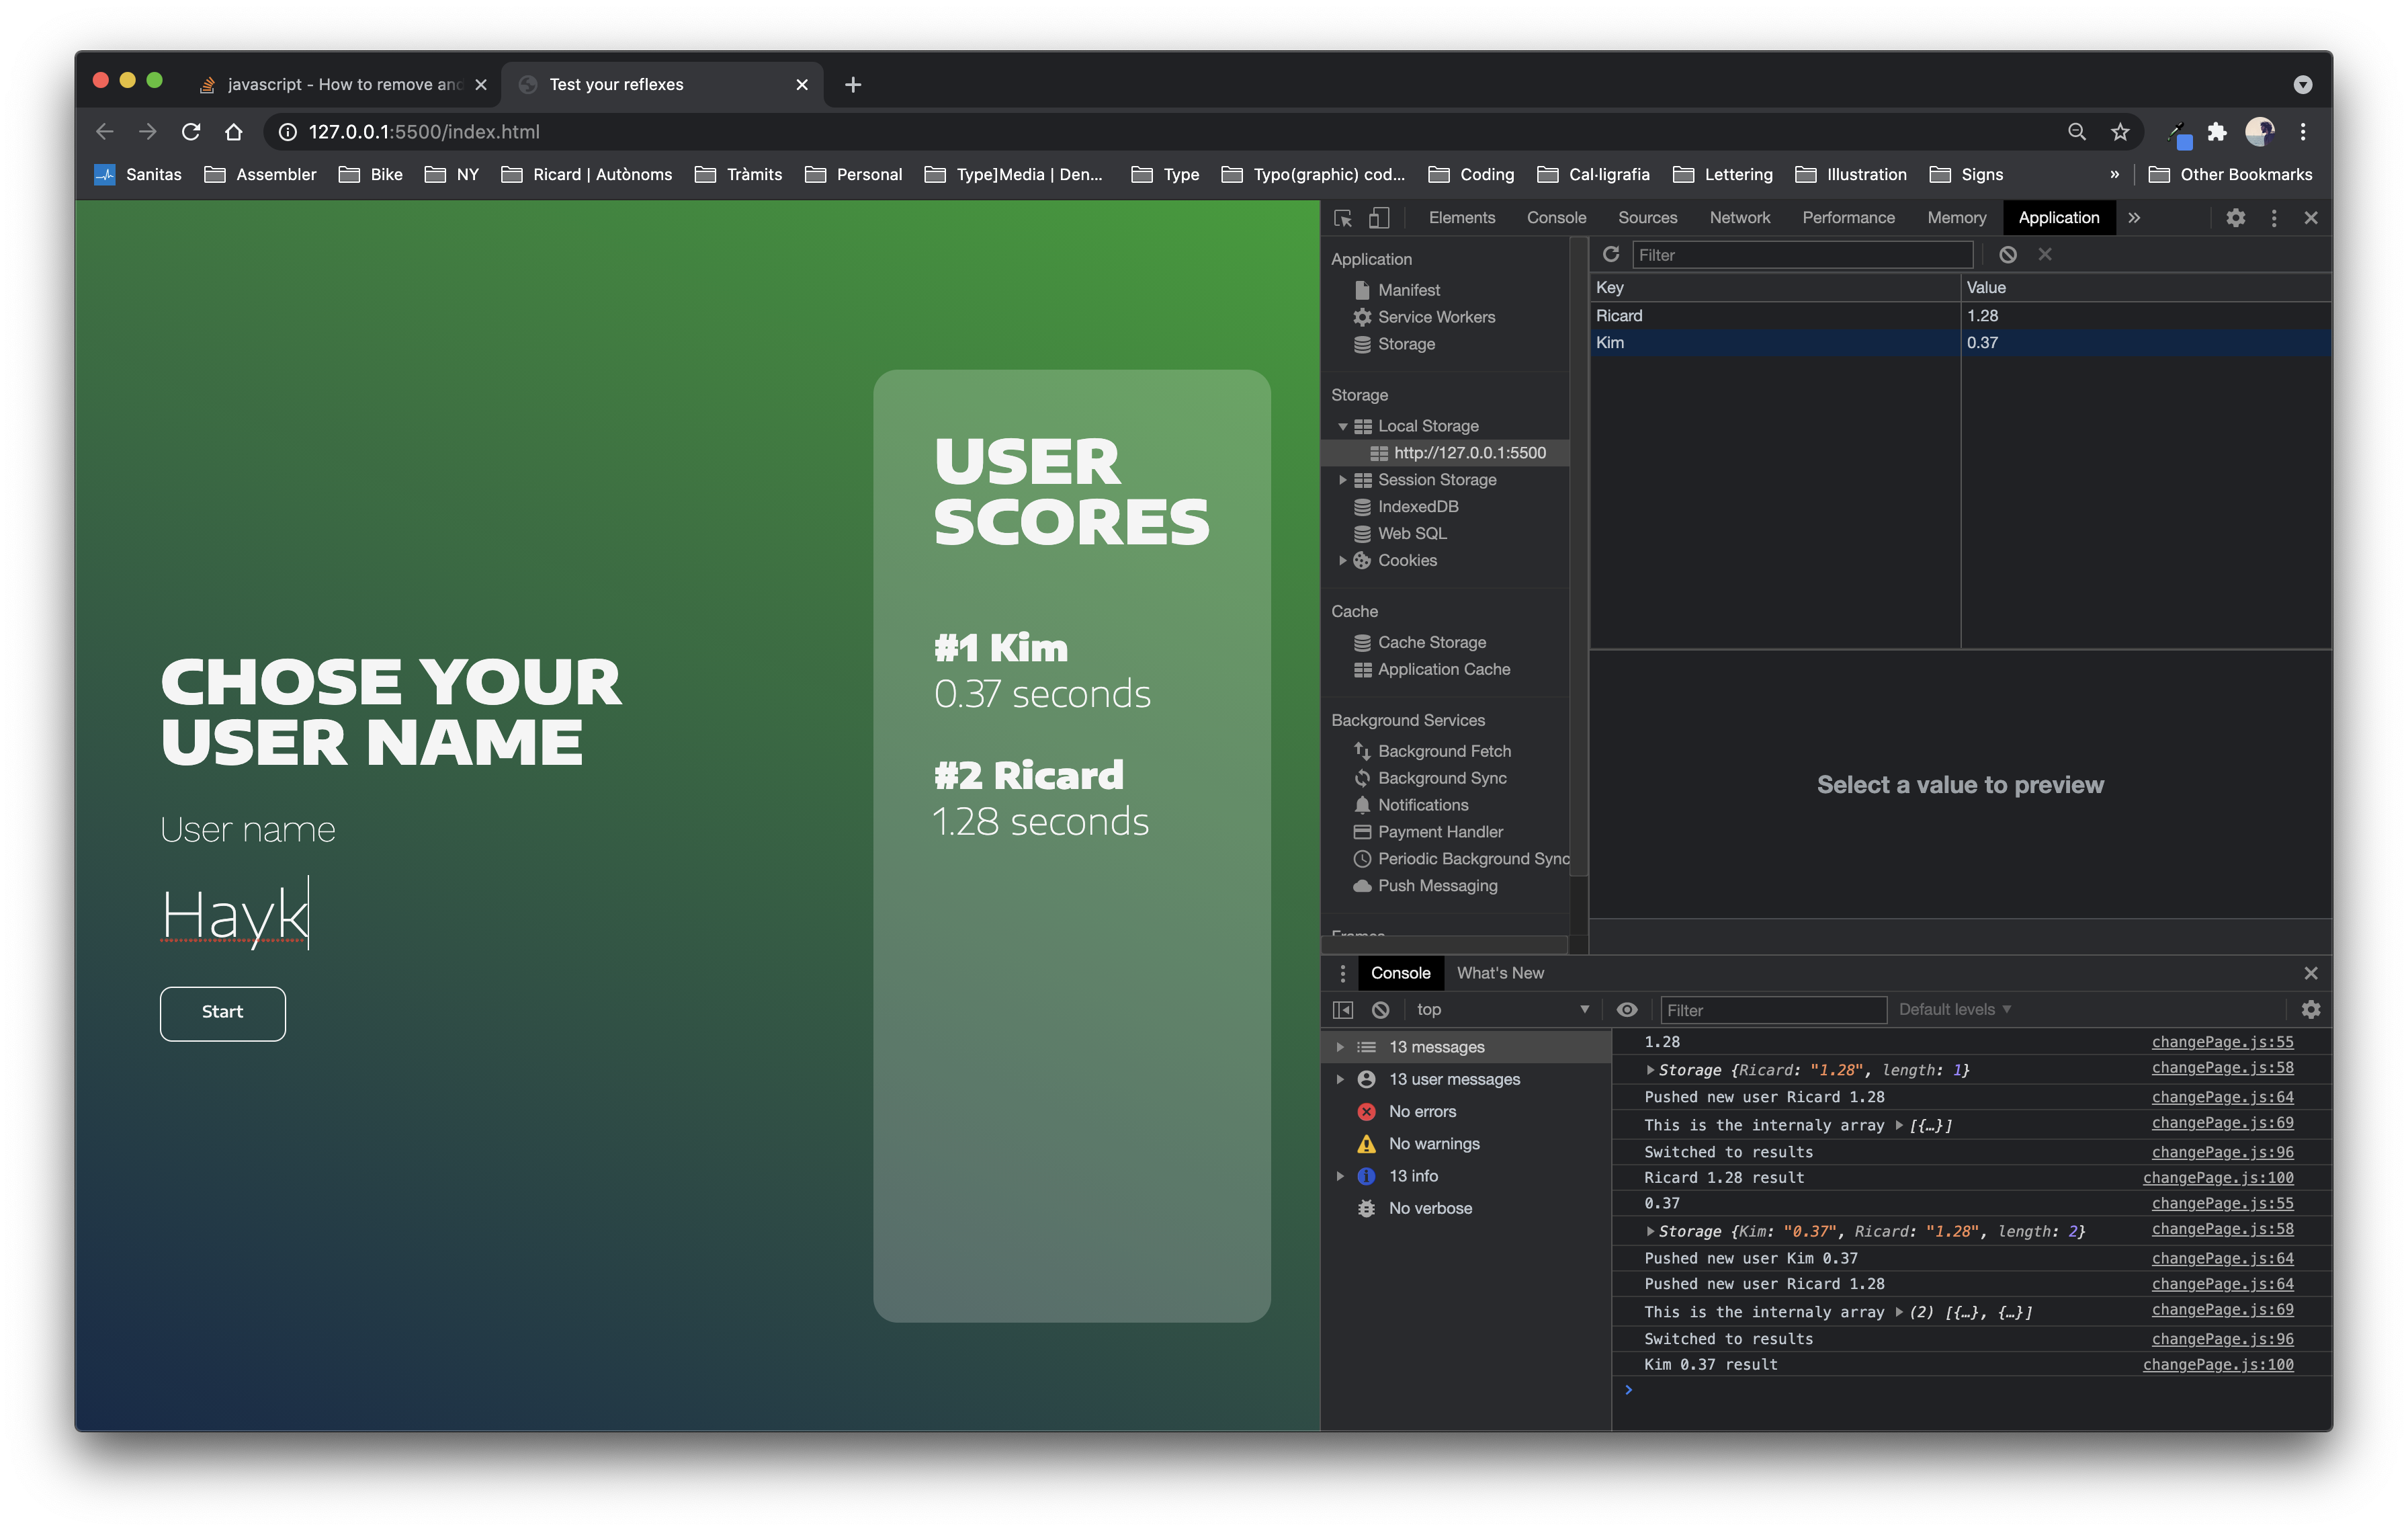 javascript - How to remove and
Test your reflexes
127.0.0.1:5500/index.html
Sanitas
Assembler
Bike
NY
Ricard | Autònoms
Tràmits
Personal
Type]Media | Den...
Type
Typo(graphic) cod...
Coding
Cal·ligrafia
Lettering
Illustration
Signs
»
Other Bookmarks
CHOSE YOUR
USER NAME
User name
Hayk
Start
USER
SCORES
#1 Kim
0.37 seconds
#2 Ricard
1.28 seconds
Elements
Console
Sources
Network
Performance
Memory
Application
»
Application
Manifest
Service Workers
Storage
Storage
Local Storage
http://127.0.0.1:5500
Session Storage
IndexedDB
Web SQL
Cookies
Cache
Cache Storage
Application Cache
Background Services
Background Fetch
Background Sync
Notifications
Payment Handler
Periodic Background Sync
Push Messaging
Frames
Filter
Key Value
Ricard 1.28
Kim 0.37
Select a value to preview
Console
What's New
top
Filter
Default levels
13 messages
13 user messages
No errors
No warnings
13 info
No verbose
1.28 changePage.js:55
Storage {Ricard: "1.28", length: 1} changePage.js:58
Pushed new user Ricard 1.28 changePage.js:64
This is the internaly array [{…}] changePage.js:69
Switched to results changePage.js:96
Ricard 1.28 result changePage.js:100
0.37 changePage.js:55
Storage {Kim: "0.37", Ricard: "1.28", length: 2} changePage.js:58
Pushed new user Kim 0.37 changePage.js:64
Pushed new user Ricard 1.28 changePage.js:64
This is the internaly array (2) [{…}, {…}] changePage.js:69
Switched to results changePage.js:96
Kim 0.37 result changePage.js:100